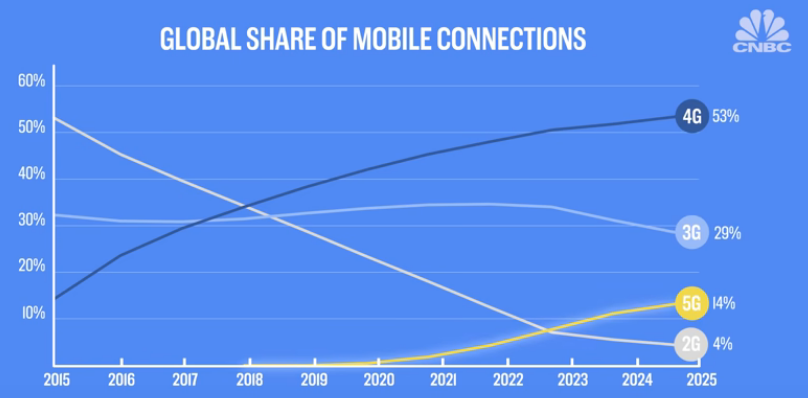 GLOBAL SHARE OF MOBILE CONNECTIONS
CNBC
60%
50%
40%
30%
20%
10%
4G 53%
3G 29%
5G 14%
2G 4%
2015 2016 2017 2018 2019 2020 2021 2022 2023 2024 2025